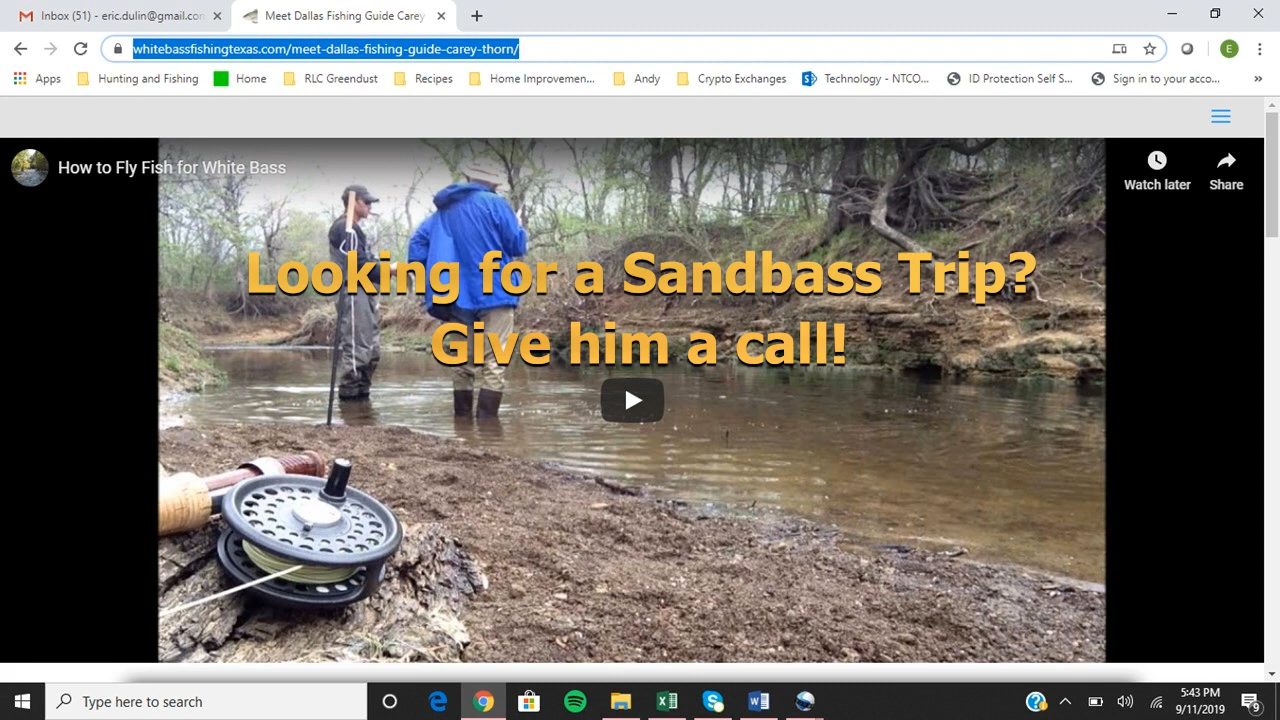 Inbox (51) - eric.dulin@gmail.con
Meet Dallas Fishing Guide Carey
whitebassfishingtexas.com/meet-dallas-fishing-guide-carey-thorn/
E
Apps
Hunting and Fishing
Home
RLC Greendust
Recipes
Home Improvemen...
Andy
Crypto Exchanges
Technology - NTCO...
ID Protection Self S...
Sign in to your acco...
»
How to Fly Fish for White Bass
Watch later
Share
Looking for a Sandbass Trip?
Give him a call!
Type here to search
5:43 PM
9/11/2019
9